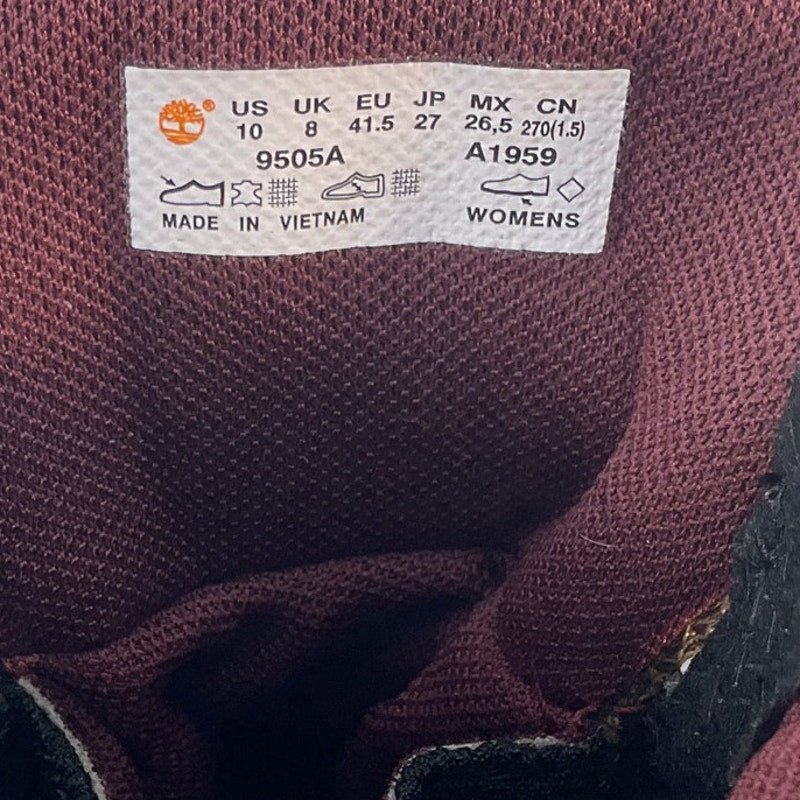 ® US UK EU JP MX CN
10 8 41.5 27 26,5 270(1.5)
9505A A1959
MADE IN VIETNAM WOMENS